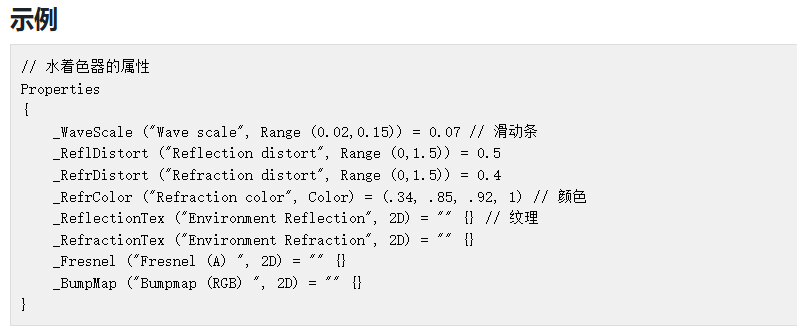 示例
// 水着色器的属性
Properties
{
    _WaveScale ("Wave scale", Range (0.02,0.15)) = 0.07 // 滑动条
    _ReflDistort ("Reflection distort", Range (0,1.5)) = 0.5
    _RefrDistort ("Refraction distort", Range (0,1.5)) = 0.4
    _RefrColor ("Refraction color", Color) = (.34, .85, .92, 1) // 颜色
    _ReflectionTex ("Environment Reflection", 2D) = "" {} // 纹理
    _RefractionTex ("Environment Refraction", 2D) = "" {}
    _Fresnel ("Fresnel (A) ", 2D) = "" {}
    _BumpMap ("Bumpmap (RGB) ", 2D) = "" {}
}